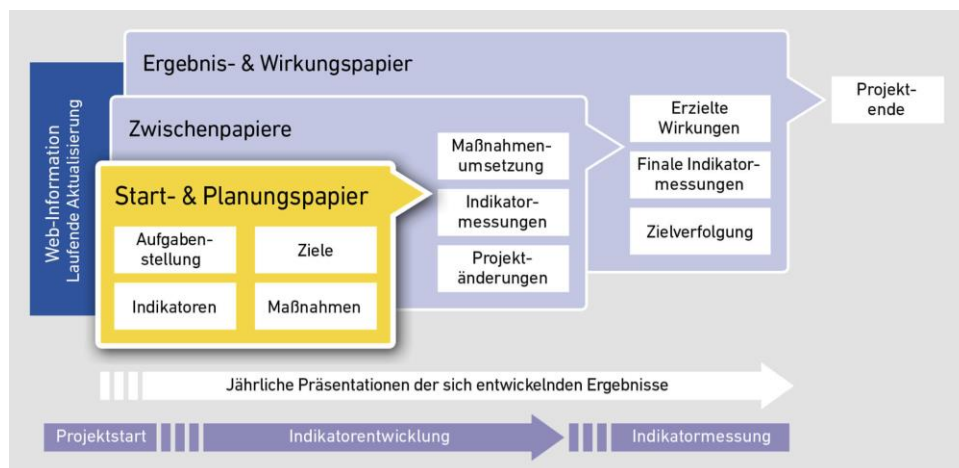 Web-Information
Laufende Aktualisierung
Ergebnis- & Wirkungspapier
Zwischenpapiere
Start- & Planungspapier
Aufgaben-
stellung
Ziele
Indikatoren
Maßnahmen
Maßnahmen-
umsetzung
Indikator-
messungen
Projekt-
änderungen
Erzielte
Wirkungen
Finale Indikator-
messungen
Zielverfolgung
Projekt-
ende
Jährliche Präsentationen der sich entwickelnden Ergebnisse
Projektstart
Indikatorentwicklung
Indikatormessung